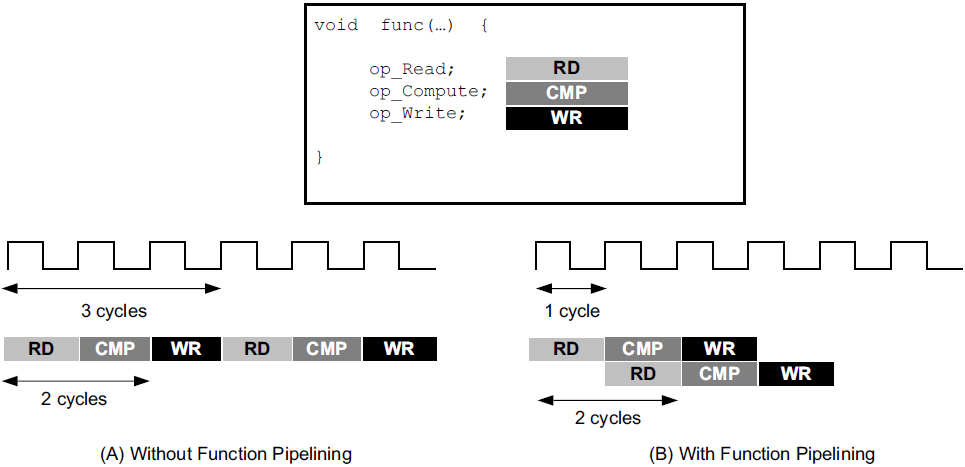 void func(…) {
op_Read; RD
op_Compute; CMP
op_Write; WR
}
3 cycles
RD CMP WR RD CMP WR
2 cycles
(A) Without Function Pipelining
1 cycle
RD CMP WR
RD CMP WR
2 cycles
(B) With Function Pipelining